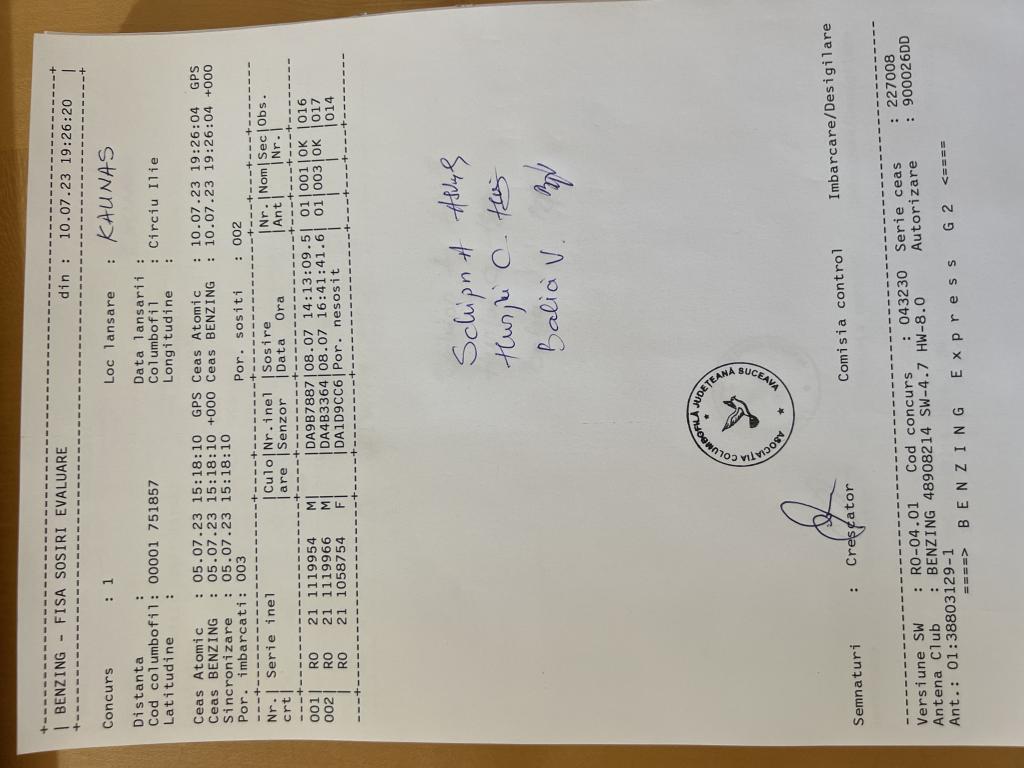 | BENZING - FISA SOSIRI EVALUARE din : 10.07.23 19:26:20 |
Concurs : 1 Loc lansare : KAUNAS
Distanta : Data lansarii :
Cod columbofil: 00001 751857 Columbofil : Circiu Ilie
Latitudine : Longitudine :
Ceas Atomic : 05.07.23 15:18:10 GPS Ceas Atomic : 10.07.23 19:26:04 GPS
Ceas BENZING : 05.07.23 15:18:10 +000 Ceas BENZING : 10.07.23 19:26:04 +000
Sincronizare : 05.07.23 15:18:10
Por. imbarcati: 003 Por. sositi : 002
Nr.| Serie inel |Culo|Nr.inel |Sosire |Nr.|Nom|Sec|Obs.
crt| |are |Senzor |Data Ora |Ant| |Nr.|
001| RO 21 1119954 M| |DA9B7887|08.07 14:13:09.5| 01|001|OK |016
002| RO 21 1119966 M| |DA4B3364|08.07 16:41:41.6| 01|003|OK |017
| RO 21 1058754 F| |DA1D9CC6|Por. nesosit | | | |014
Schipn A
C.
Balici V.
ASOCIAȚIA COLUMBOFILĂ JUDEȚEANĂ SUCEAVA
Semnaturi : Crescator Comisia control Imbarcare/Desigilare
Versiune SW : RO-04.01 Cod concurs : 043230 Serie ceas : 227008
Antena Club : BENZING 48908214 SW-4.7 HW-8.0 Autorizare : 900026DD
Ant.: 01:38803129-1
====> B E N Z I N G E x p r e s s G 2 <====